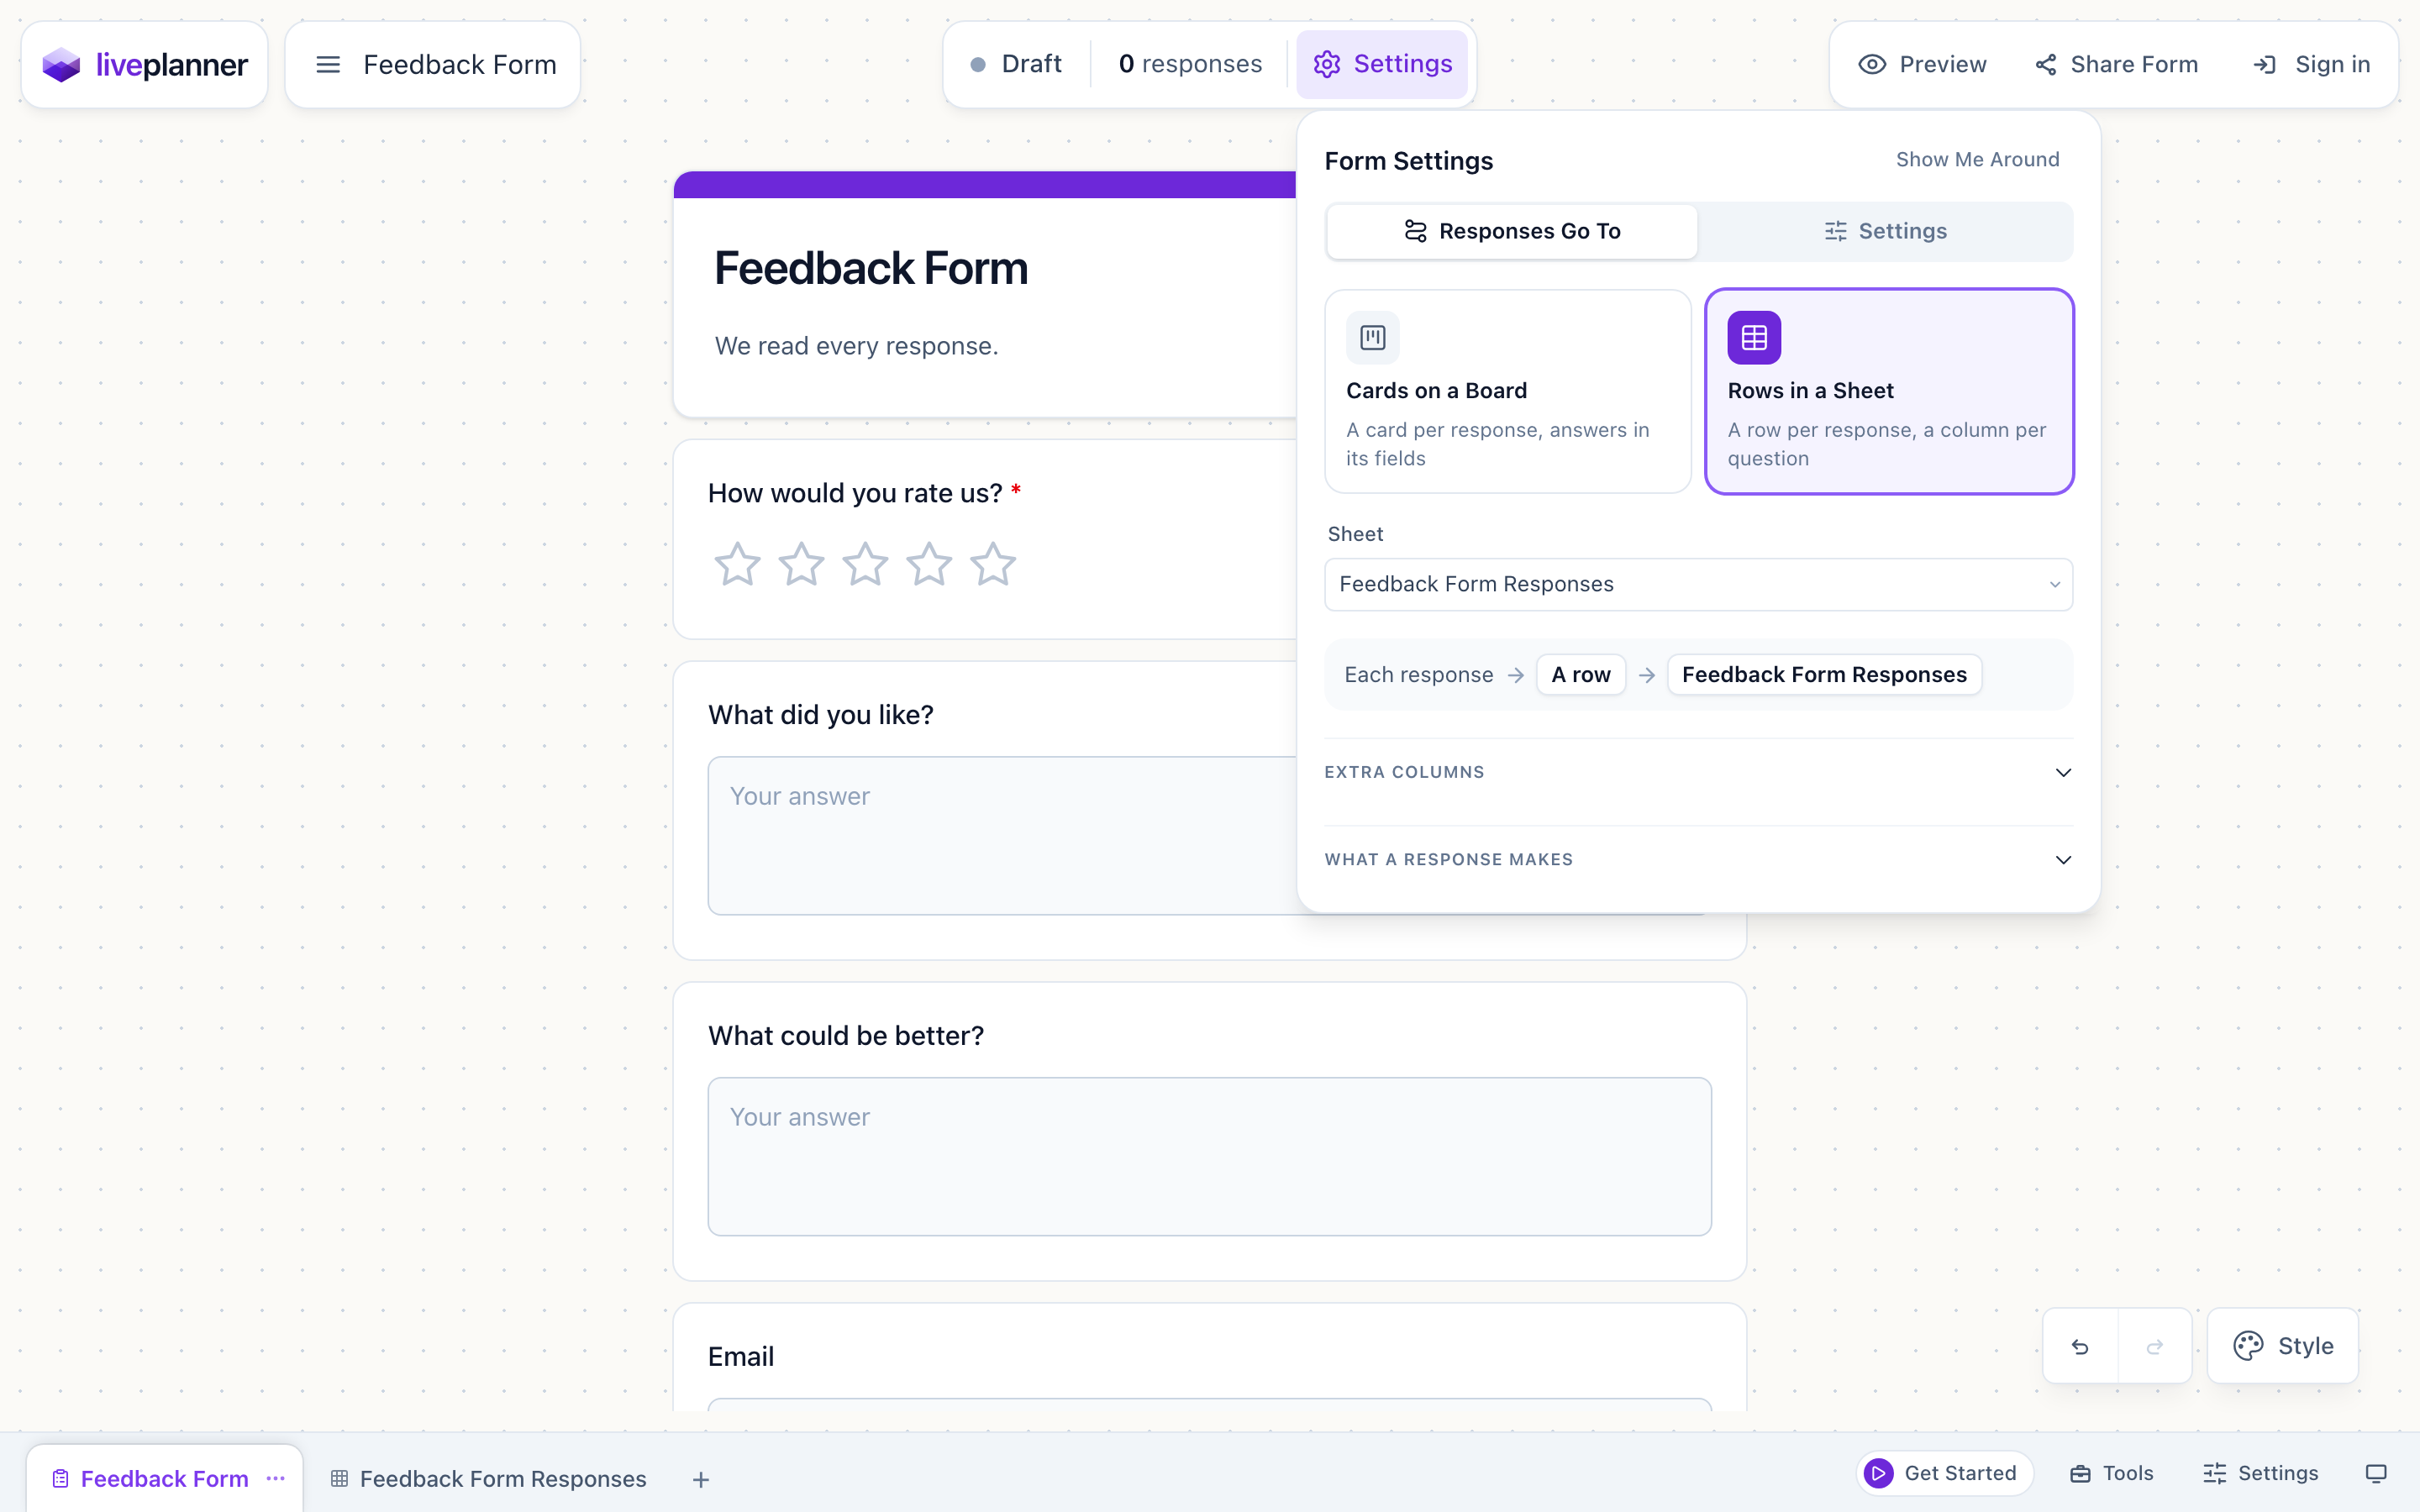 liveplanner
Feedback Form
Draft
0 responses
Settings
Preview
Share Form
Sign in
Feedback Form
We read every response.
How would you rate us? *
What did you like?
Your answer
What could be better?
Your answer
Email
Form Settings
Show Me Around
Responses Go To
Settings
Cards on a Board
A card per response, answers in
its fields
Rows in a Sheet
A row per response, a column per
question
Sheet
Feedback Form Responses
Each response → A row → Feedback Form Responses
EXTRA COLUMNS
WHAT A RESPONSE MAKES
Style
Feedback Form
Feedback Form Responses
Get Started
Tools
Settings